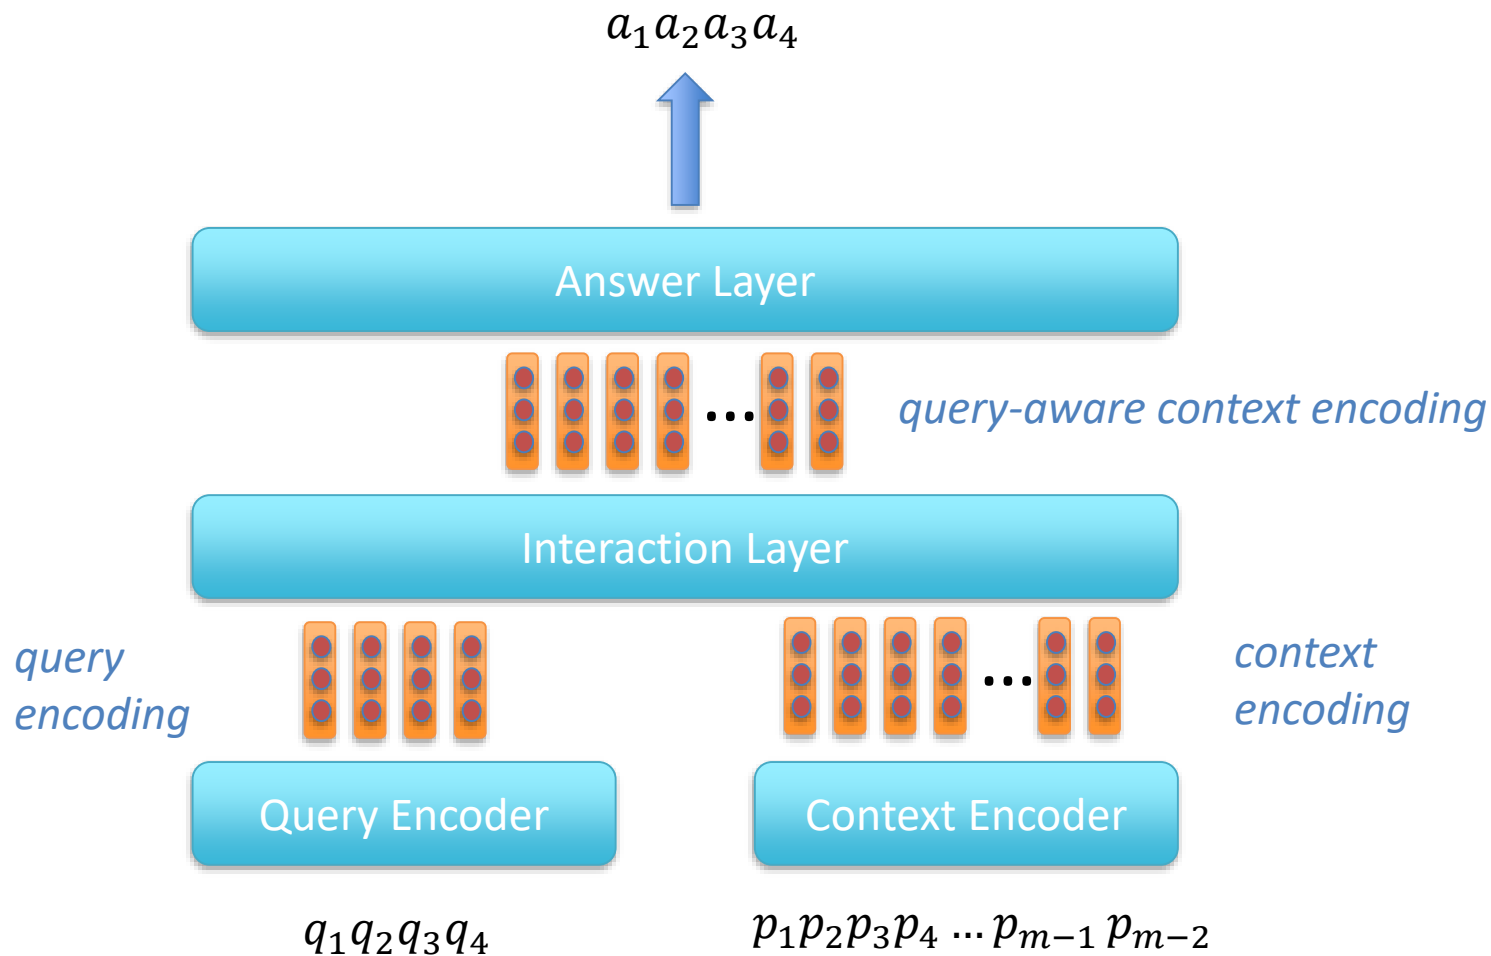 a₁a₂a₃a₄
Answer Layer
...
query-aware context encoding
Interaction Layer
query
encoding
...
context
encoding
Query Encoder
Context Encoder
q₁q₂q₃q₄
p₁p₂p₃p₄ ... pₘ₋₁ pₘ₋₂